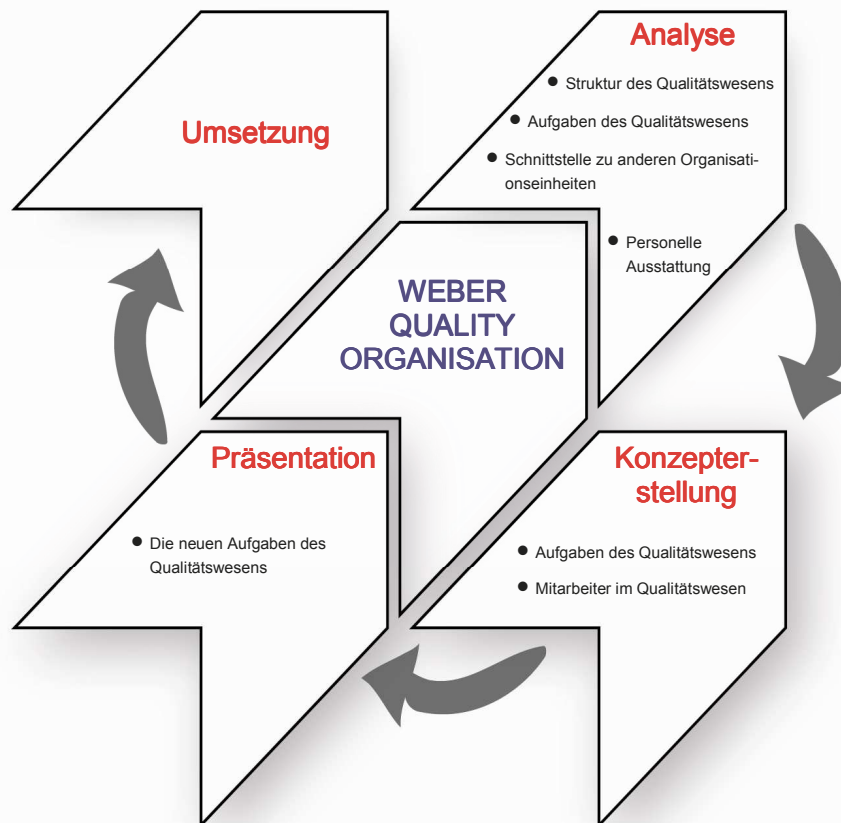 Umsetzung
Analyse
● Struktur des Qualitätswesens
● Aufgaben des Qualitätswesens
● Schnittstelle zu anderen Organisati-
onseinheiten
● Personelle
Ausstattung
WEBER
QUALITY
ORGANISATION
Präsentation
● Die neuen Aufgaben des
Qualitätswesens
Konzepter-
stellung
● Aufgaben des Qualitätswesens
● Mitarbeiter im Qualitätswesen